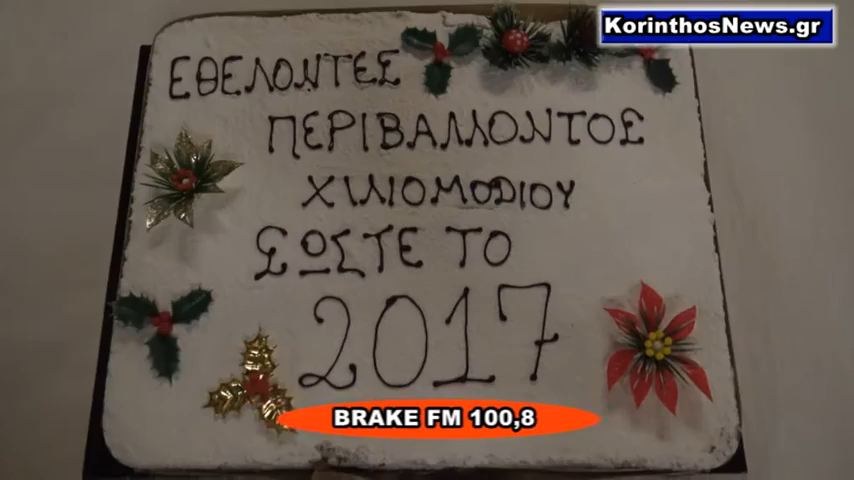 KorinthosNews.gr
ΕΘΕΛΟΝΤΕΣ
ΠΕΡΙΒΑΛΛΟΝΤΟΣ
ΧΙΛΙΟΜΟΔΙΟΥ
ΣΩΣΤΕ ΤΟ
2017
BRAKE FM 100,8